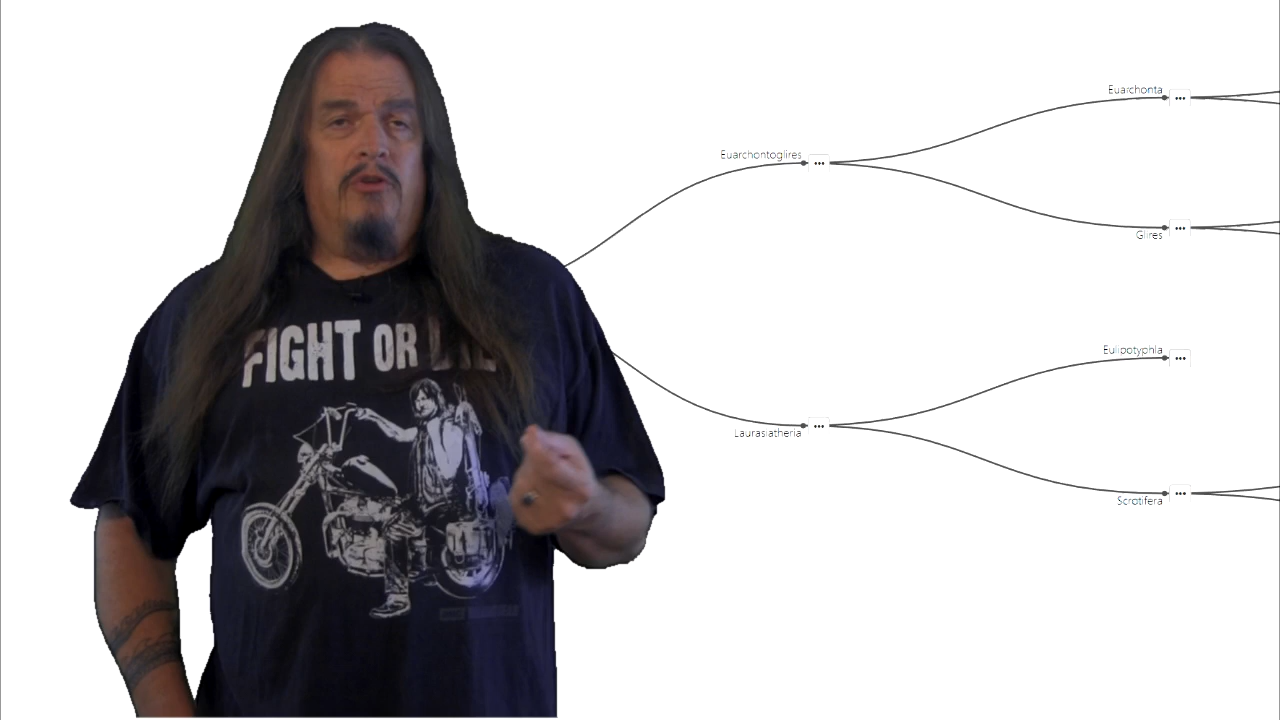 Euarchonta
Euarchontoglires
Glires
FIGHT OR
Eulipotyphla
Laurasiatheria
Scrotifera